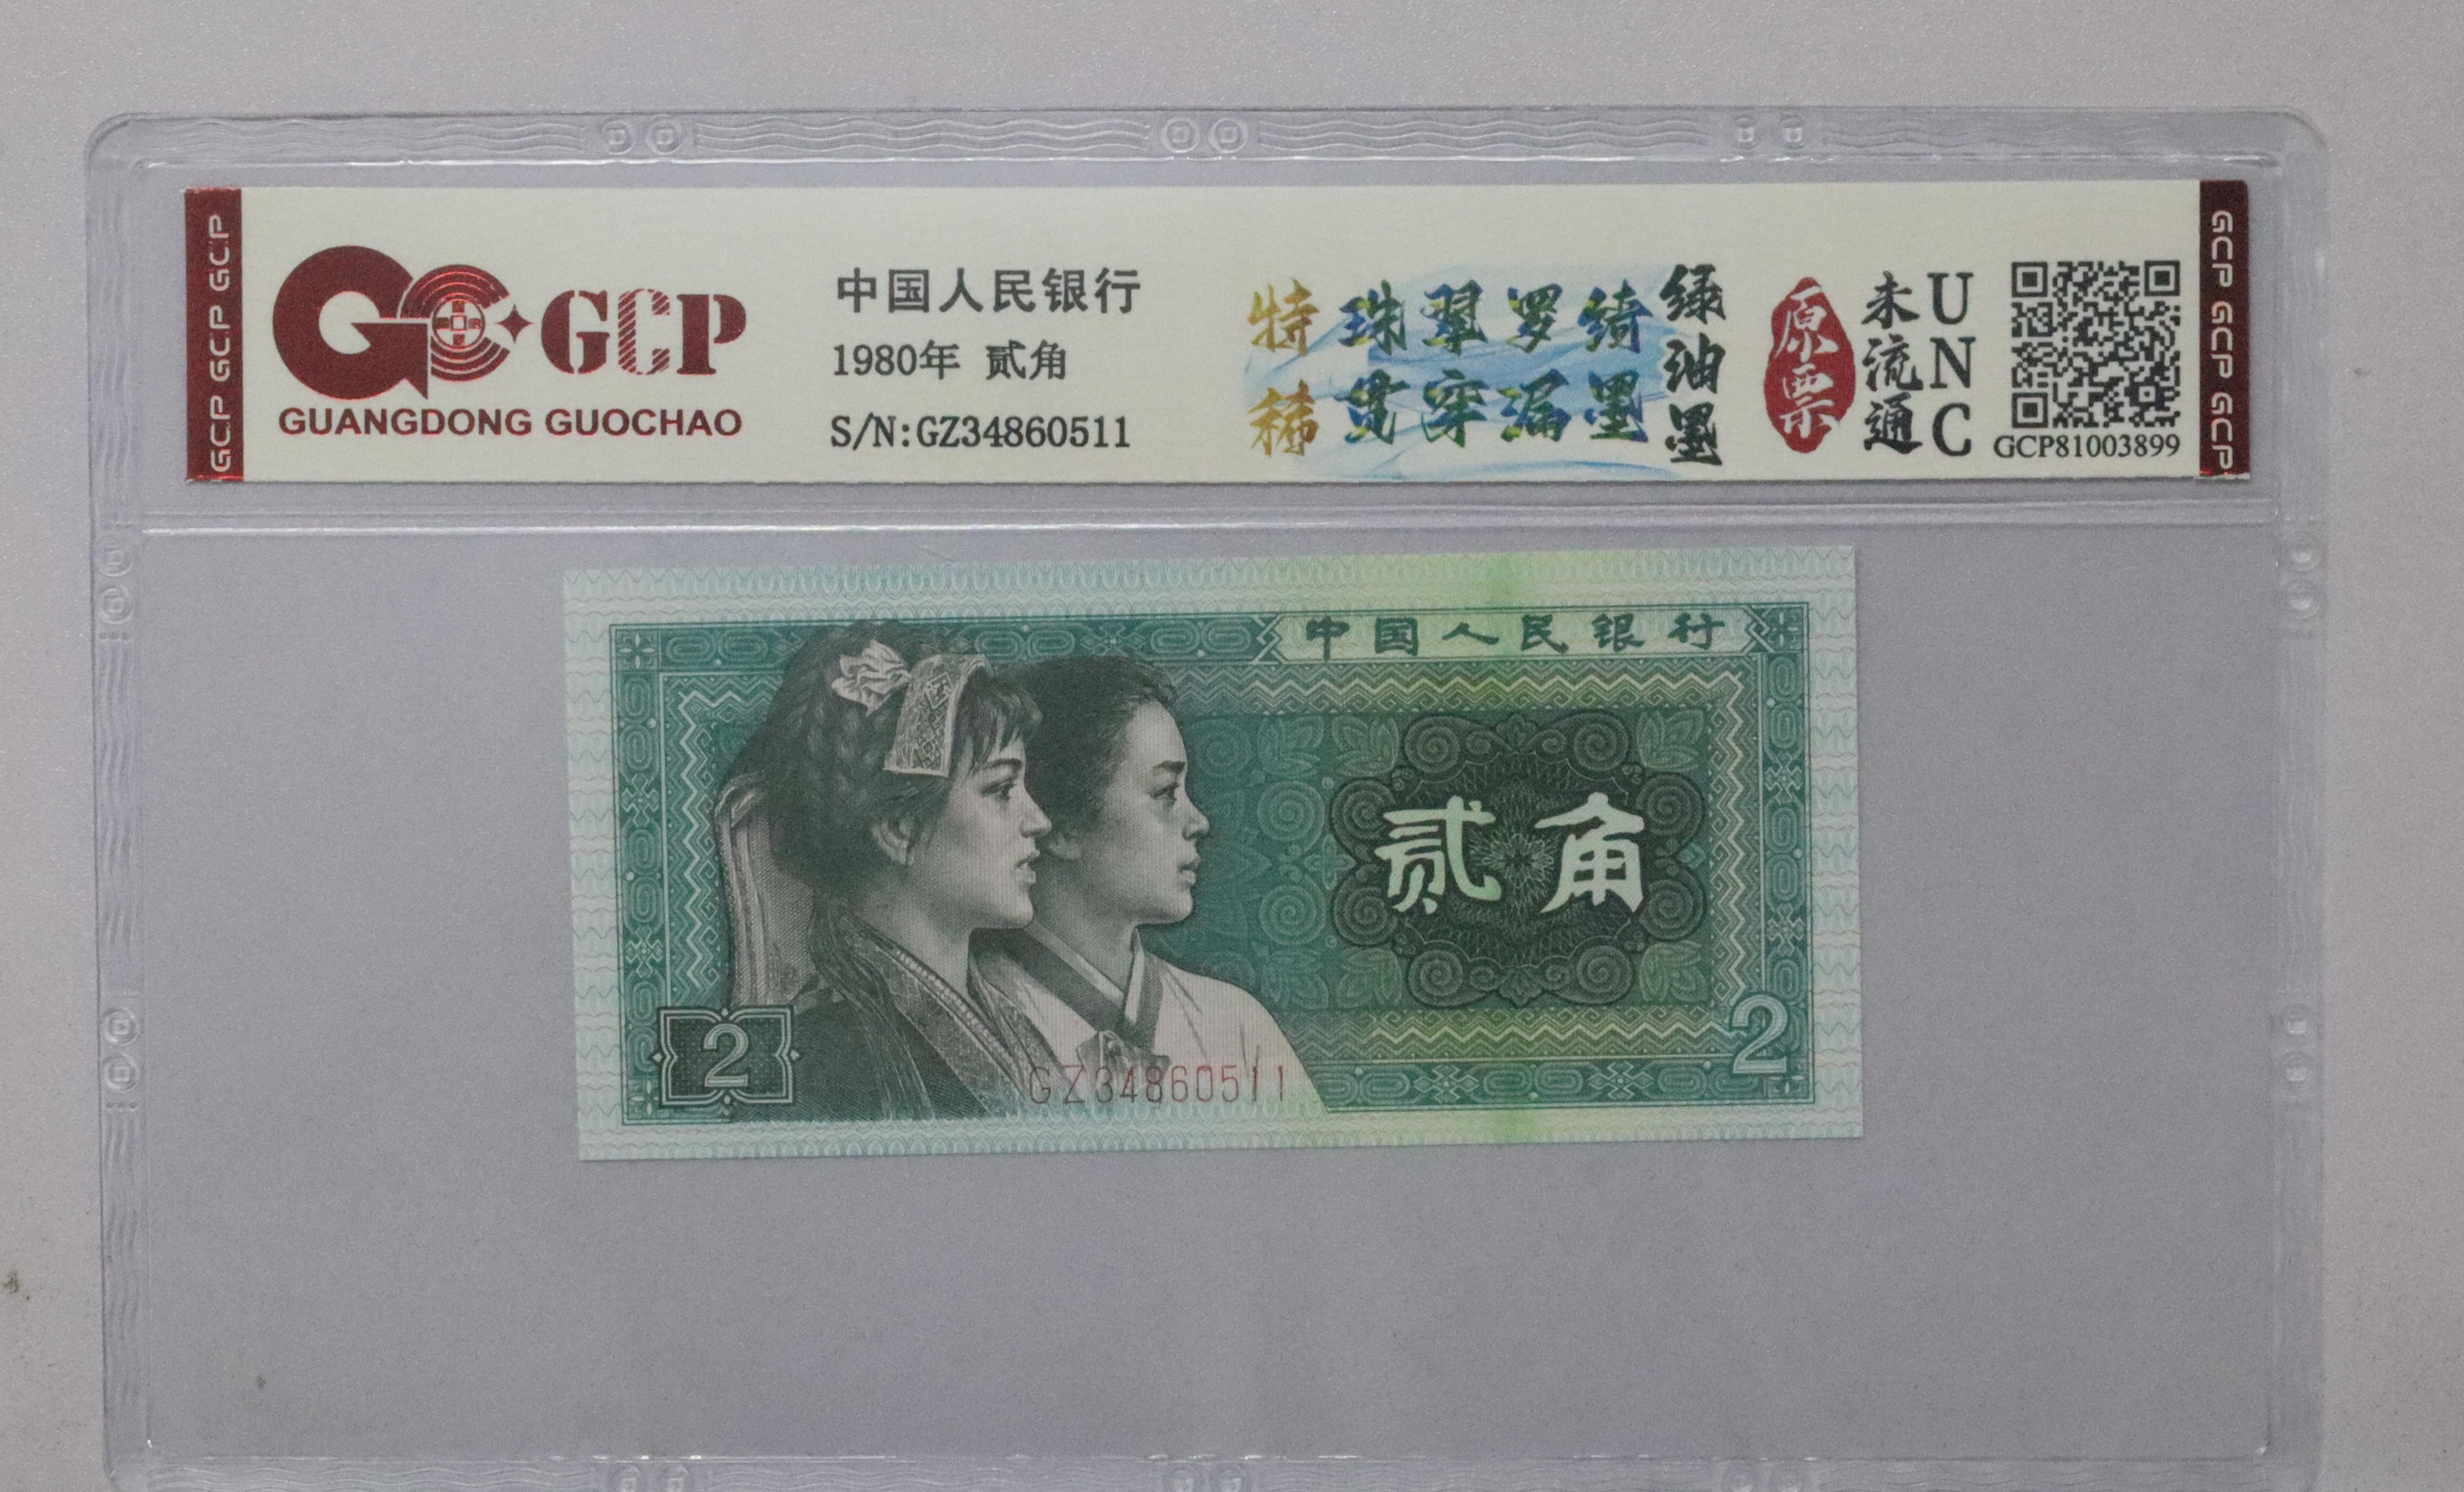 GCP GCP GCP
GCP
GUANGDONG GUOCHAO
中国人民银行
1980年 贰角
S/N:GZ34860511
特稀
珠翠罗绮
贯穿漏墨
绿油墨
原票
未流通
UNC
GCP81003899
GCP GCP GCP
中国人民银行
贰角
2
2
GZ34860511